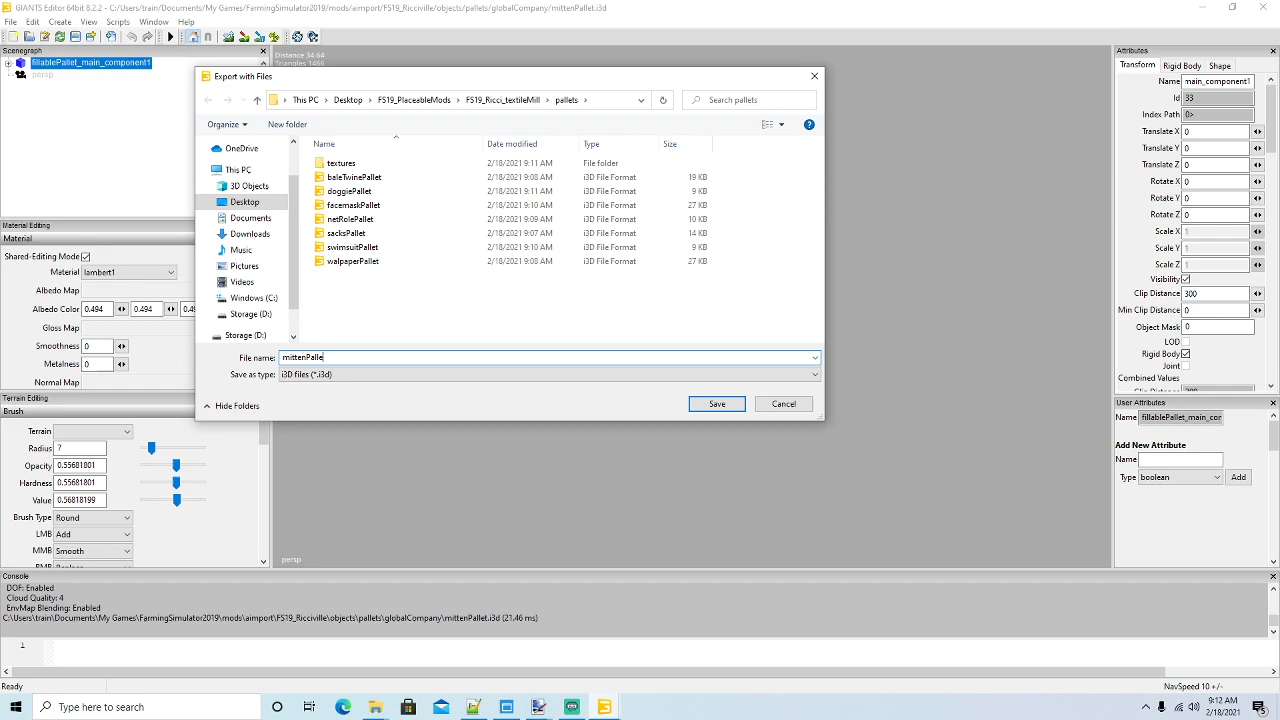 GIANTS Editor 64bit 8.2.2 - C:/Users/train/Documents/My Games/FarmingSimulator2019/mods/aimport/FS19_Ricciville/objects/pallets/globalCompany/mittenPallet.i3d
File Edit Create View Scripts Window Help
Scenegraph
fillablePallet_main_component1
persp
Distance 34.64
Triangles 1466
Export with Files
This PC > Desktop > FS19_PlaceableMods > FS19_Ricci_textileMill > pallets >
Search pallets
Organize New folder
OneDrive
This PC
3D Objects
Desktop
Documents
Downloads
Music
Pictures
Videos
Windows (C:)
Storage (D:)
Storage (D:)
Name Date modified Type Size
textures 2/18/2021 9:11 AM File folder
baleTwinePallet 2/18/2021 9:08 AM i3D File Format 19 KB
doggiePallet 2/18/2021 9:11 AM i3D File Format 9 KB
facemaskPallet 2/18/2021 9:10 AM i3D File Format 27 KB
netRolePallet 2/18/2021 9:09 AM i3D File Format 10 KB
sacksPallet 2/18/2021 9:07 AM i3D File Format 14 KB
swimsuitPallet 2/18/2021 9:10 AM i3D File Format 9 KB
walpaperPallet 2/18/2021 9:08 AM i3D File Format 27 KB
File name: mittenPalle
Save as type: i3D files (*.i3d)
Hide Folders
Save Cancel
Material Editing
Material
Shared-Editing Mode
Material lambert1
Albedo Map
Albedo Color 0.494 0.494
Gloss Map
Smoothness 0
Metalness 0
Normal Map
Terrain Editing
Brush
Terrain
Radius 7
Opacity 0.55681801
Hardness 0.55681801
Value 0.56818199
Brush Type Round
LMB Add
MMB Smooth
persp
Attributes
Transform Rigid Body Shape
Name main_component1
Id 33
Index Path 0>
Translate X 0
Translate Y 0
Translate Z 0
Rotate X 0
Rotate Y 0
Rotate Z 0
Scale X 1
Scale Y 1
Scale Z 1
Visibility
Clip Distance 300
Min Clip Distance 0
Object Mask 0
LOD
Rigid Body
Joint
Combined Values
User Attributes
Name fillablePallet_main_cor
Add New Attribute
Name
Type boolean Add
Console
DOF: Enabled
Cloud Quality: 4
EnvMap Blending: Enabled
C:/Users/train/Documents/My Games/FarmingSimulator2019/mods/aimport/FS19_Ricciville/objects/pallets/globalCompany/mittenPallet.i3d (21.46 ms)
1
Ready
NavSpeed 10 +/-
Type here to search
9:12 AM
2/18/2021